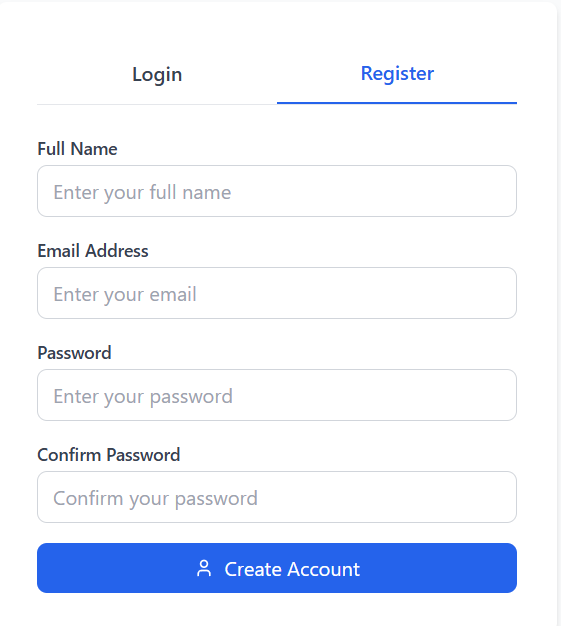 Login
Register
Full Name
Enter your full name
Email Address
Enter your email
Password
Enter your password
Confirm Password
Confirm your password
Create Account